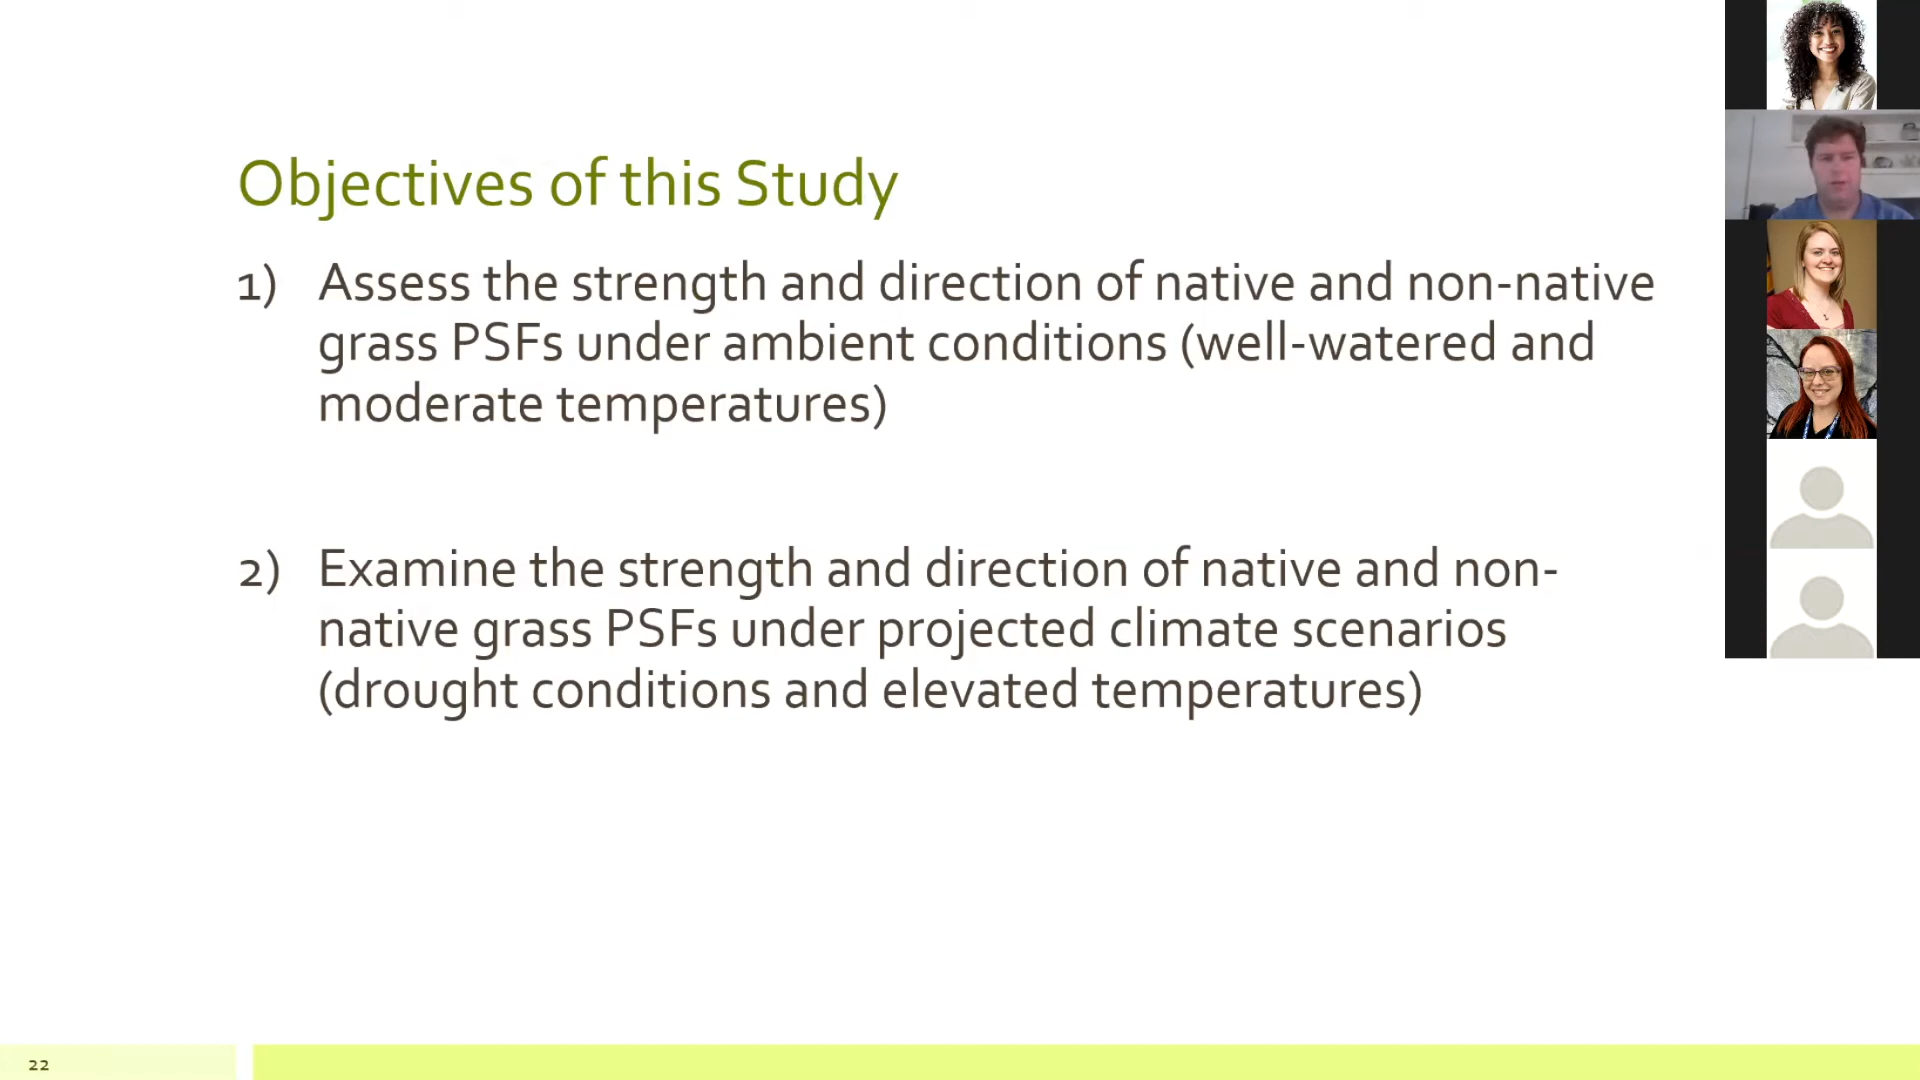 Objectives of this Study
1) Assess the strength and direction of native and non-native
grass PSFs under ambient conditions (well-watered and
moderate temperatures)
2) Examine the strength and direction of native and non-
native grass PSFs under projected climate scenarios
(drought conditions and elevated temperatures)
22